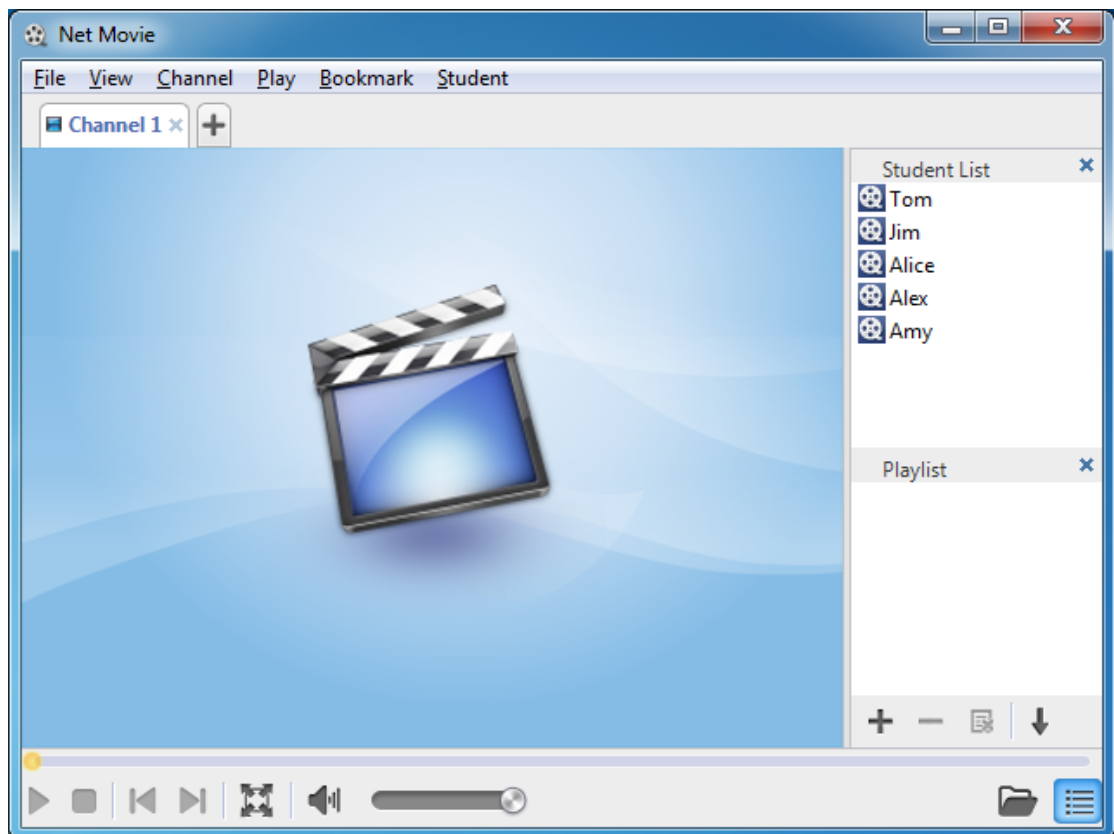 Net Movie
File View Channel Play Bookmark Student
Channel 1
Student List
Tom
Jim
Alice
Alex
Amy
Playlist